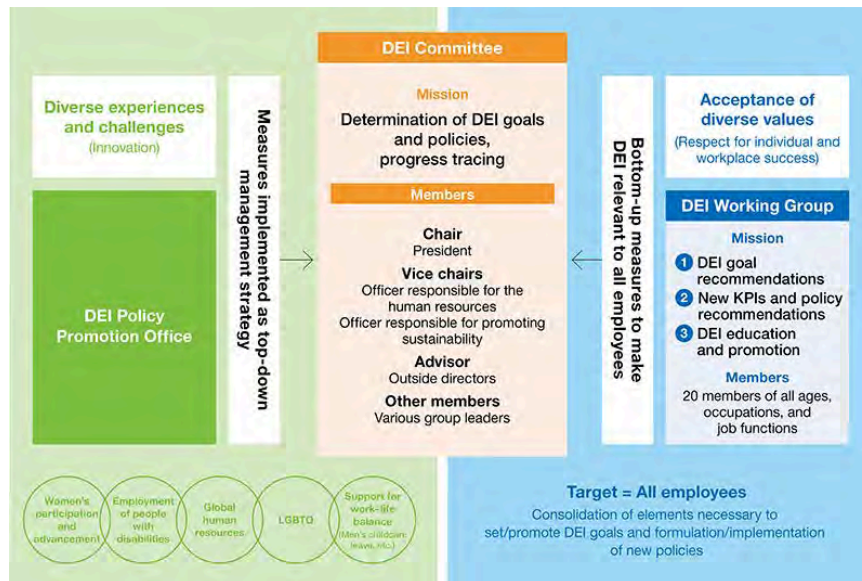 Diverse experiences
and challenges
(Innovation)
DEI Policy
Promotion Office
Measures implemented as top-down
management strategy
DEI Committee
Mission
Determination of DEI goals
and policies,
progress tracing
Members
Chair
President
Vice chairs
Officer responsible for the
human resources
Officer responsible for promoting
sustainability
Advisor
Outside directors
Other members
Various group leaders
Bottom-up measures to make
DEI relevant to all employees
Acceptance of
diverse values
(Respect for individual and
workplace success)
DEI Working Group
Mission
1 DEI goal
recommendations
2 New KPIs and policy
recommendations
3 DEI education
and promotion
Members
20 members of all ages,
occupations, and
job functions
Women's
participation
and
advancement
Employment
of people
with
disabilities
Global
human
resources
LGBTQ
Support for
work-life
balance
(Men's childcare
leave, etc.)
Target = All employees
Consolidation of elements necessary to
set/promote DEI goals and formulation/implementation
of new policies